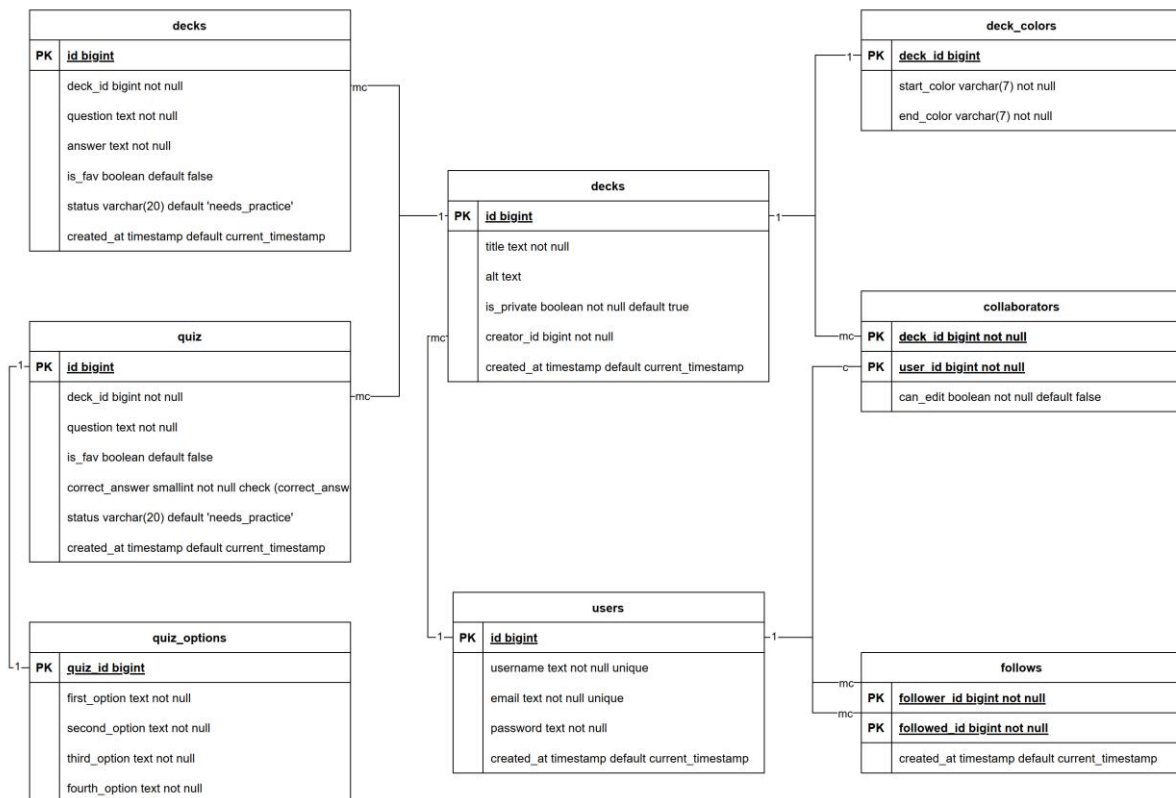 decks
PK id bigint
deck_id bigint not null
question text not null
answer text not null
is_fav boolean default false
status varchar(20) default 'needs_practice'
created_at timestamp default current_timestamp
mc
1
quiz
PK id bigint
deck_id bigint not null
question text not null
is_fav boolean default false
correct_answer smallint not null check (correct_answ
status varchar(20) default 'needs_practice'
created_at timestamp default current_timestamp
1
mc
quiz_options
PK quiz_id bigint
first_option text not null
second_option text not null
third_option text not null
fourth_option text not null
1
decks
PK id bigint
title text not null
alt text
is_private boolean not null default true
creator_id bigint not null
created_at timestamp default current_timestamp
1
mc
users
PK id bigint
username text not null unique
email text not null unique
password text not null
created_at timestamp default current_timestamp
1
1
deck_colors
PK deck_id bigint
start_color varchar(7) not null
end_color varchar(7) not null
1
collaborators
PK deck_id bigint not null
PK user_id bigint not null
can_edit boolean not null default false
mc
c
follows
PK follower_id bigint not null
PK followed_id bigint not null
created_at timestamp default current_timestamp
mc
mc